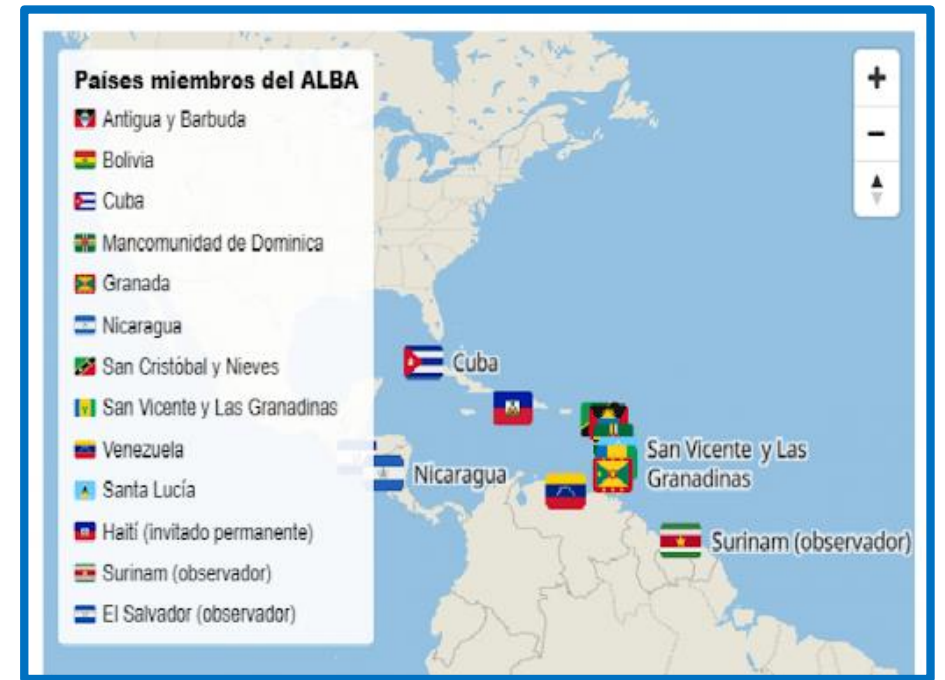 Países miembros del ALBA
Antigua y Barbuda
Bolivia
Cuba
Mancomunidad de Dominica
Granada
Nicaragua
San Cristóbal y Nieves
San Vicente y Las Granadinas
Venezuela
Santa Lucía
Haití (invitado permanente)
Surinam (observador)
El Salvador (observador)
+
−
Cuba
Nicaragua
San Vicente y Las
Granadinas
Surinam (observador)